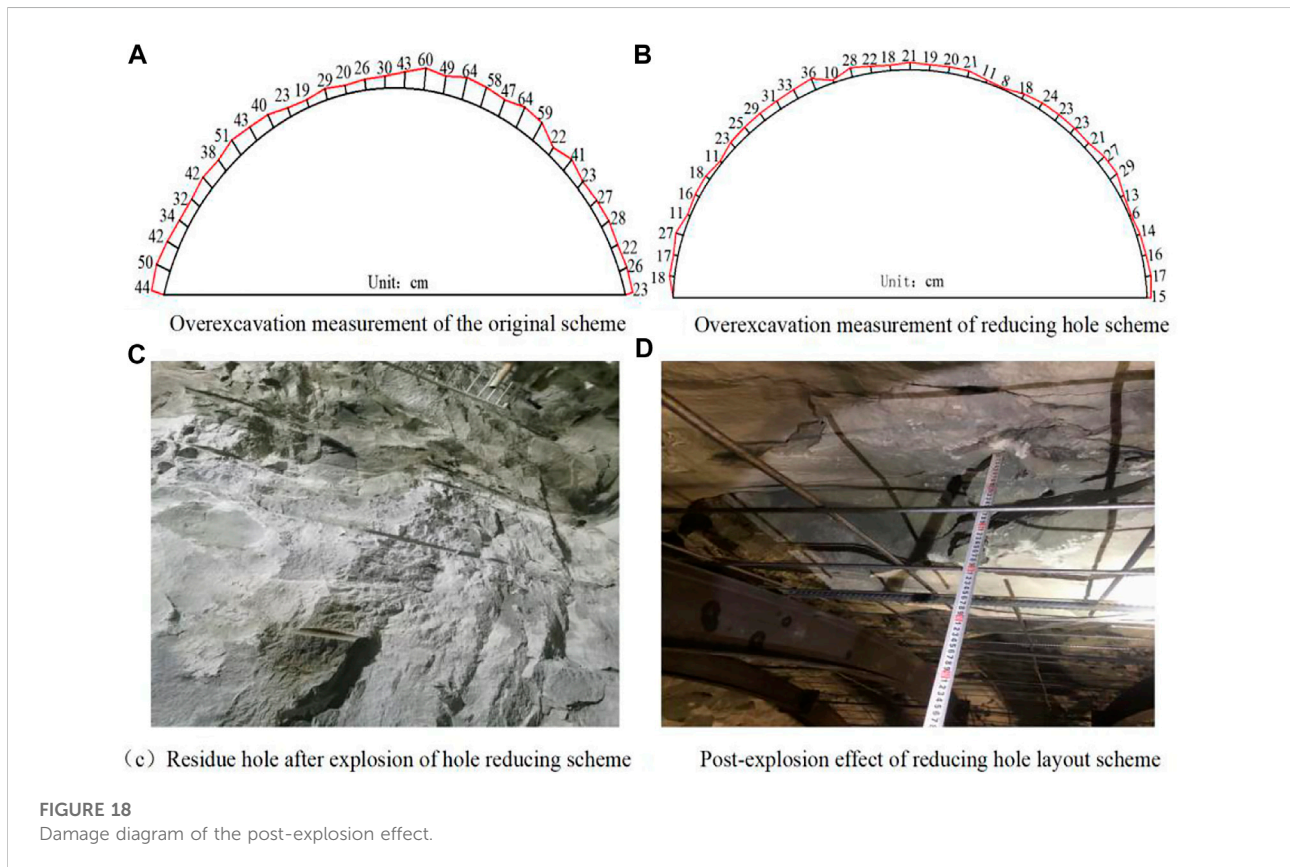 A
44 50 42 34 32 42 38 51 43 40 23 19 29 20 26 30 43 60 49 64 58 47 64 59 22 41 23 27 28 22 26 23
Unit: cm
Overexcavation measurement of the original scheme
B
18 17 27 11 16 18 11 23 25 29 31 33 36 10 28 22 18 21 19 20 21 11 8 18 24 23 23 21 27 29 13 6 14 16 17 15
Unit: cm
Overexcavation measurement of reducing hole scheme
C
(c) Residue hole after explosion of hole reducing scheme
D
Post-explosion effect of reducing hole layout scheme
FIGURE 18
Damage diagram of the post-explosion effect.